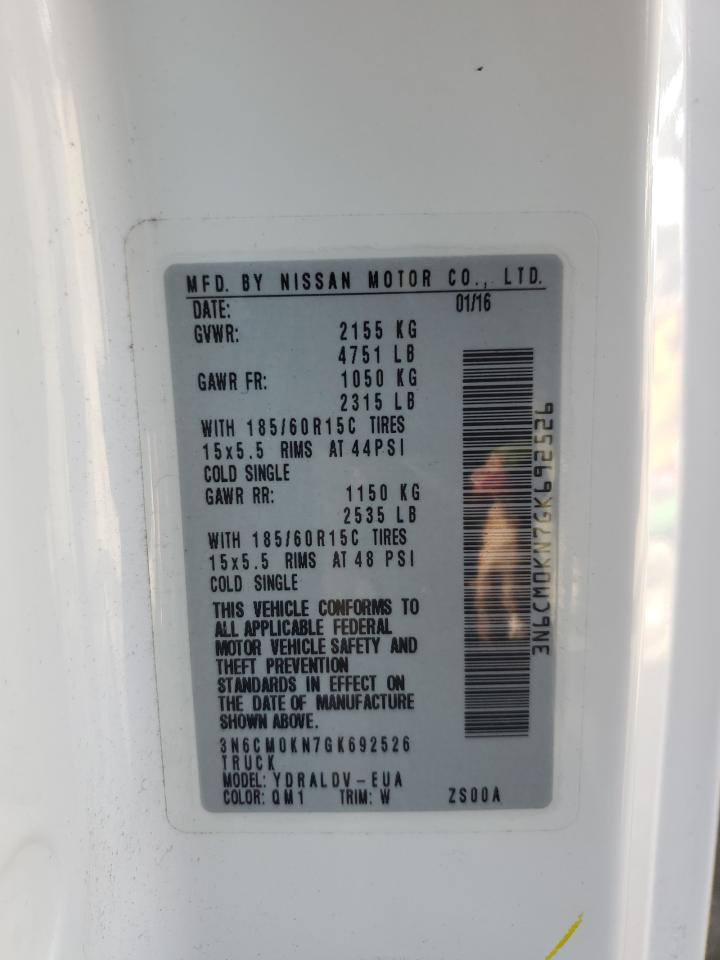 MFD. BY NISSAN MOTOR CO., LTD.
DATE: 01/16
GVWR: 2155 KG
4751 LB
GAWR FR: 1050 KG
2315 LB
WITH 185/60R15C TIRES
15x5.5 RIMS AT 44PSI
COLD SINGLE
GAWR RR: 1150 KG
2535 LB
WITH 185/60R15C TIRES
15x5.5 RIMS AT 48 PSI
COLD SINGLE
THIS VEHICLE CONFORMS TO
ALL APPLICABLE FEDERAL
MOTOR VEHICLE SAFETY AND
THEFT PREVENTION
STANDARDS IN EFFECT ON
THE DATE OF MANUFACTURE
SHOWN ABOVE.
3N6CM0KN7GK692526
TRUCK
MODEL: YDRALDV-EUA
COLOR: QM1 TRIM: W ZS00A
3N6CM0KN7GK692526